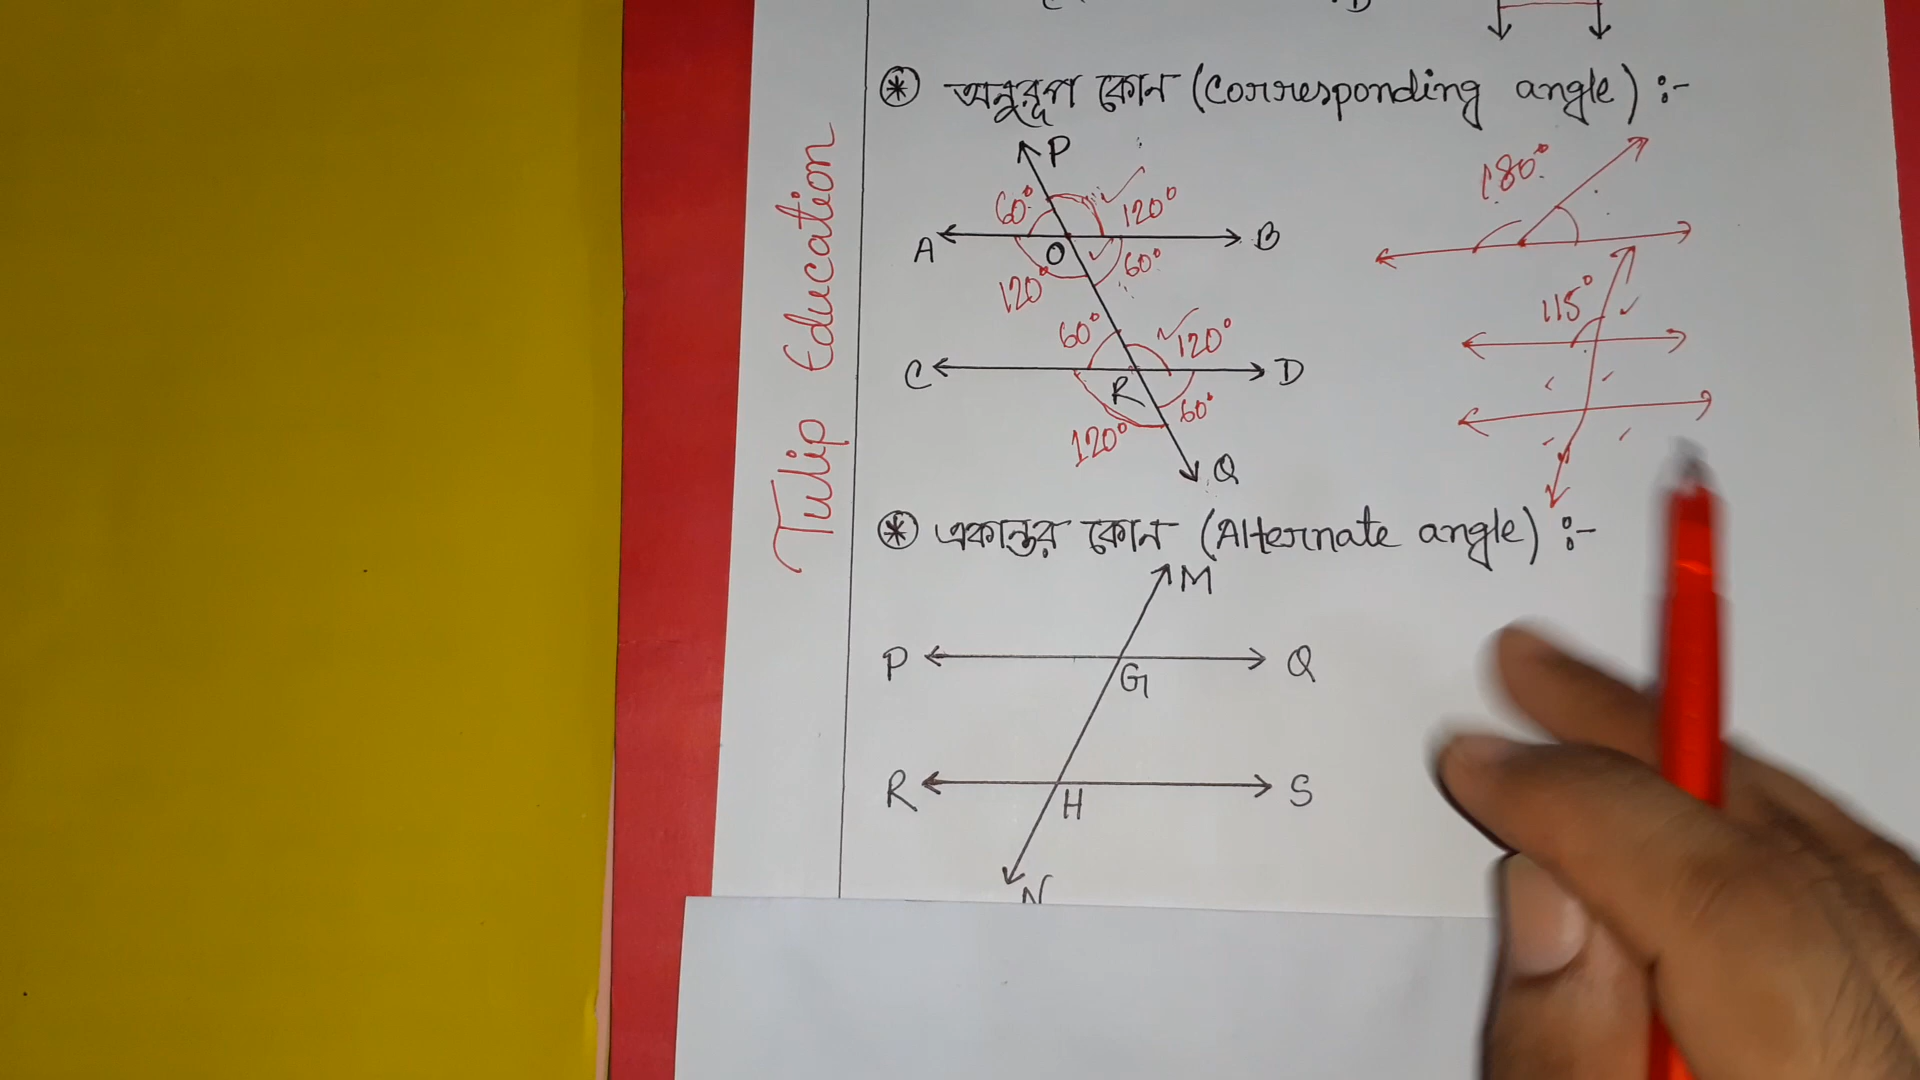 Tulip Education
⊛ অনুরূপ কোন (Corresponding angle) :-
P
60° 120°
A O B
120° 60°
60° 120°
C R D
120° 60°
Q
180°
115°
⊛ একান্তর কোন (Alternate angle) :-
M
P G Q
R H S
N